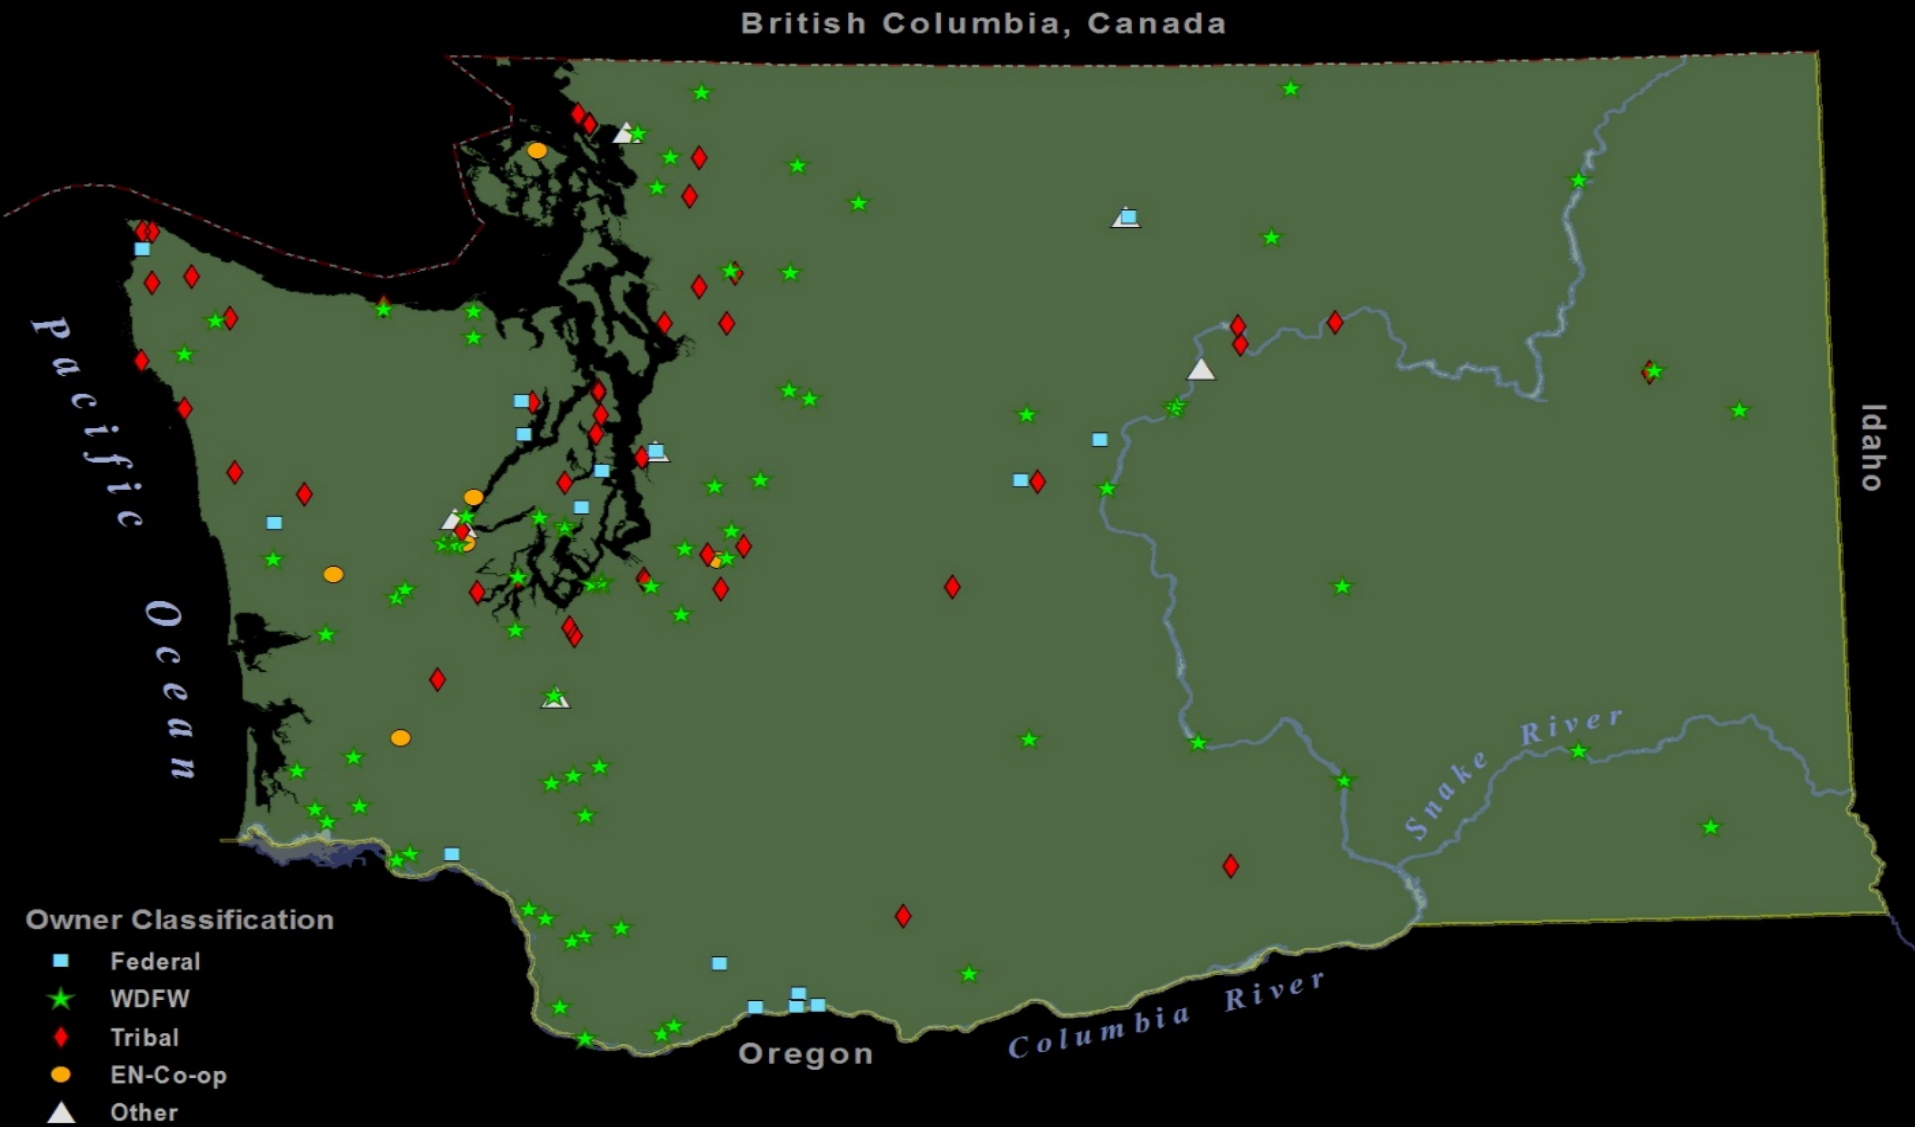 British Columbia, Canada
Pacific Ocean
Idaho
Snake River
Columbia River
Oregon
Owner Classification
Federal
WDFW
Tribal
EN-Co-op
Other